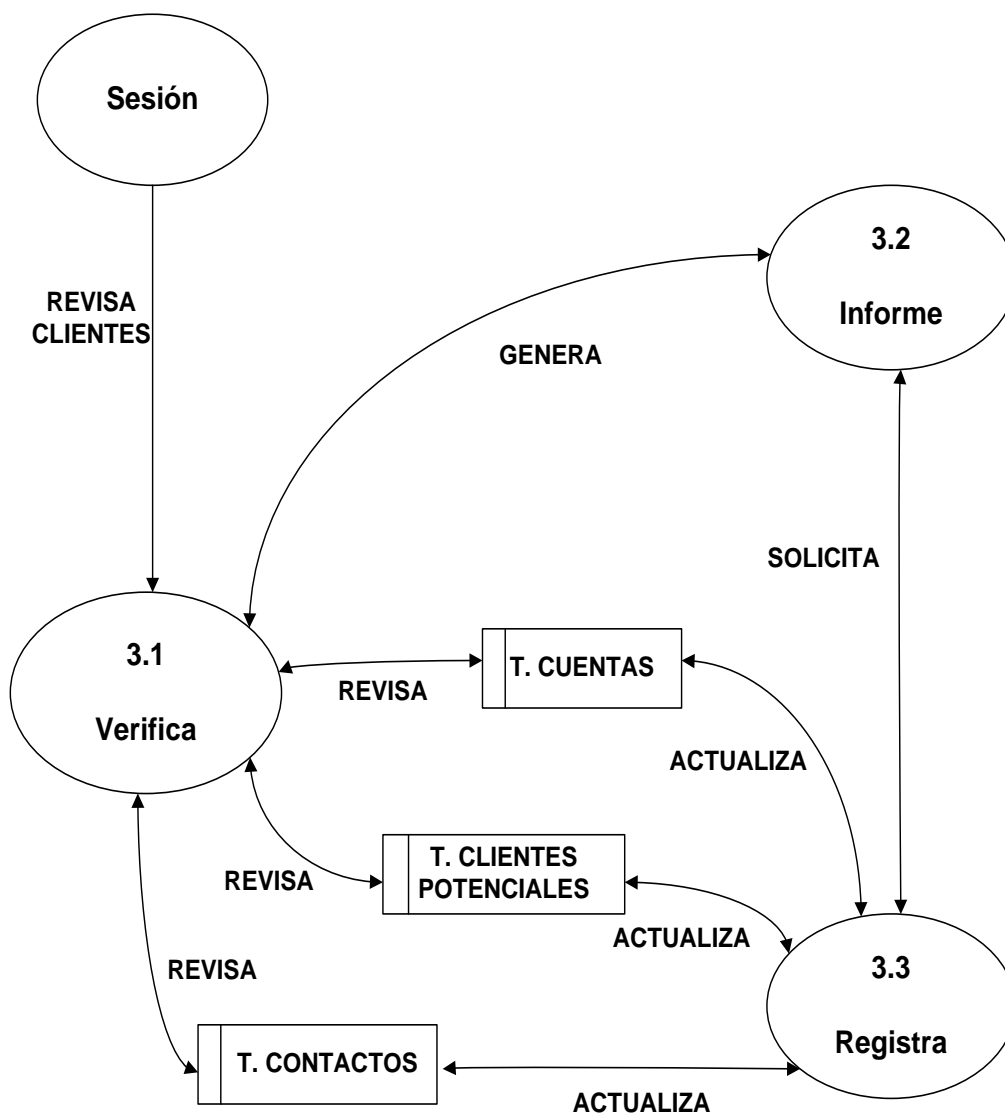 Sesión
3.2
Informe
REVISA
CLIENTES
GENERA
SOLICITA
3.1
Verifica
T. CUENTAS
REVISA
ACTUALIZA
T. CLIENTES
POTENCIALES
REVISA
ACTUALIZA
3.3
Registra
REVISA
T. CONTACTOS
ACTUALIZA